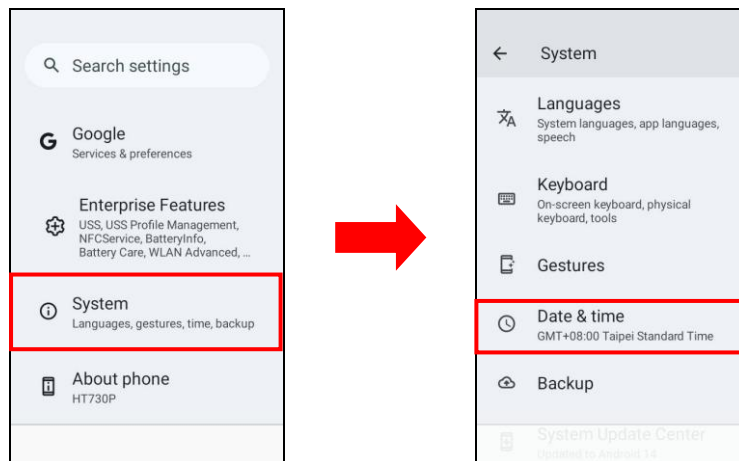 Search settings
Google
Services & preferences
Enterprise Features
USS, USS Profile Management,
NFCService, BatteryInfo,
Battery Care, WLAN Advanced, ...
System
Languages, gestures, time, backup
About phone
HT730P
System
Languages
System languages, app languages,
speech
Keyboard
On-screen keyboard, physical
keyboard, tools
Gestures
Date & time
GMT+08:00 Taipei Standard Time
Backup
System Update Center
Updated to Android 14